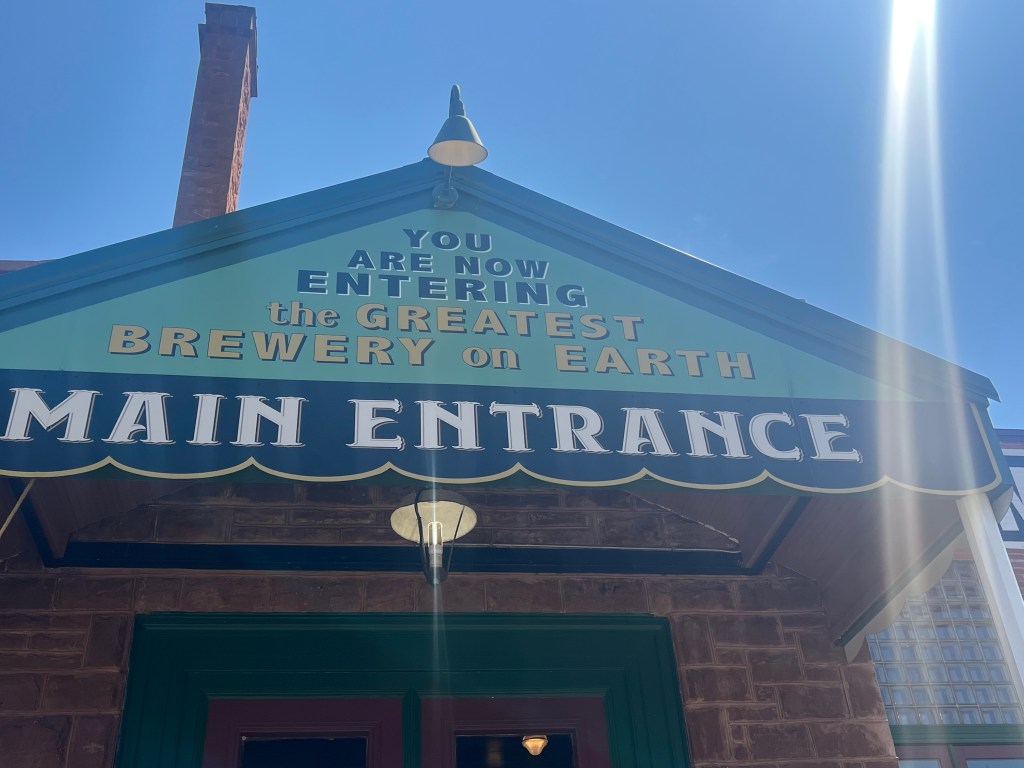 YOU
ARE NOW
ENTERING
the GREATEST
BREWERY on EARTH
MAIN ENTRANCE